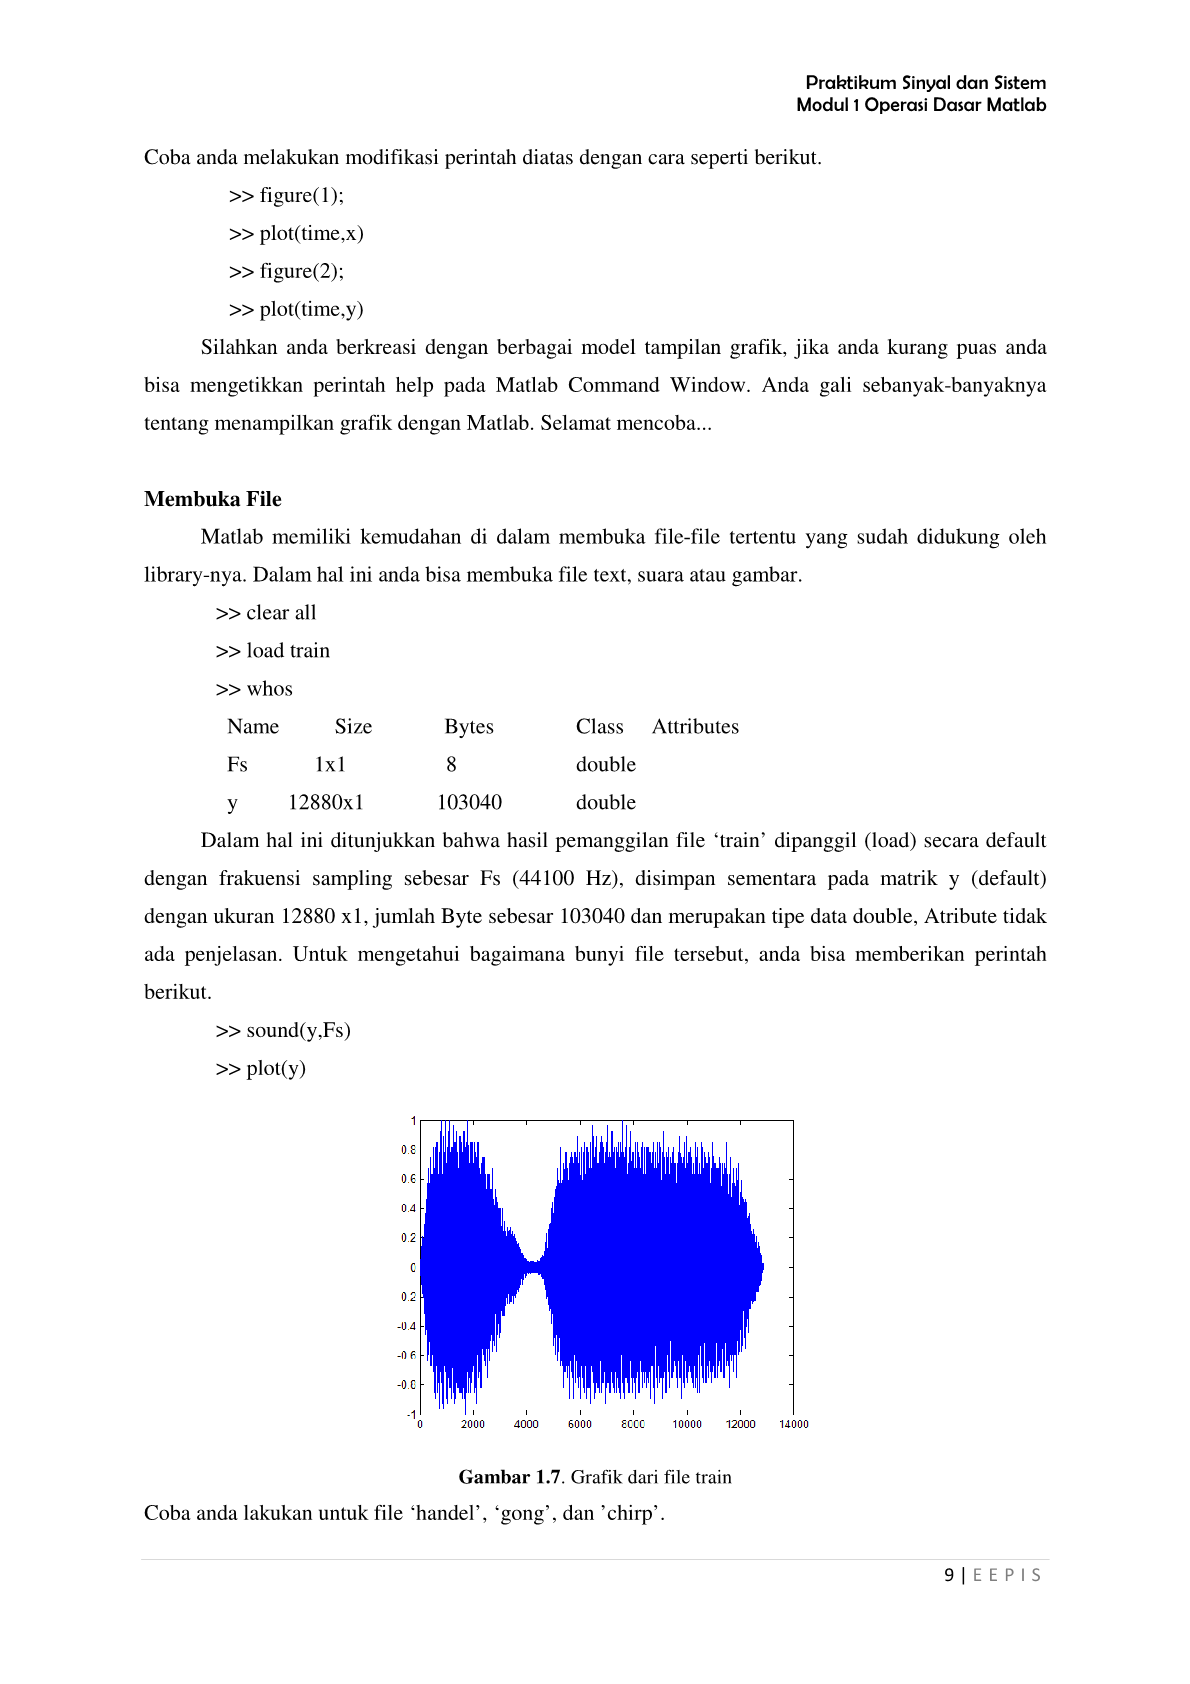 Praktikum Sinyal dan Sistem
Modul 1 Operasi Dasar Matlab
Coba anda melakukan modifikasi perintah diatas dengan cara seperti berikut.
>> figure(1);
>> plot(time,x)
>> figure(2);
>> plot(time,y)
Silahkan anda berkreasi dengan berbagai model tampilan grafik, jika anda kurang puas anda
bisa mengetikkan perintah help pada Matlab Command Window. Anda gali sebanyak-banyaknya
tentang menampilkan grafik dengan Matlab. Selamat mencoba...
Membuka File
Matlab memiliki kemudahan di dalam membuka file-file tertentu yang sudah didukung oleh
library-nya. Dalam hal ini anda bisa membuka file text, suara atau gambar.
>> clear all
>> load train
>> whos
Name Size Bytes Class Attributes
Fs 1x1 8 double
y 12880x1 103040 double
Dalam hal ini ditunjukkan bahwa hasil pemanggilan file ‘train’ dipanggil (load) secara default
dengan frakuensi sampling sebesar Fs (44100 Hz), disimpan sementara pada matrik y (default)
dengan ukuran 12880 x1, jumlah Byte sebesar 103040 dan merupakan tipe data double, Atribute tidak
ada penjelasan. Untuk mengetahui bagaimana bunyi file tersebut, anda bisa memberikan perintah
berikut.
>> sound(y,Fs)
>> plot(y)
1
0.8
0.6
0.4
0.2
0
0.2
-0.4
-0.6
-0.8
-1
0 2000 4000 6000 8000 10000 12000 14000
Gambar 1.7. Grafik dari file train
Coba anda lakukan untuk file ‘handel’, ‘gong’, dan ’chirp’.
9 | E E P I S